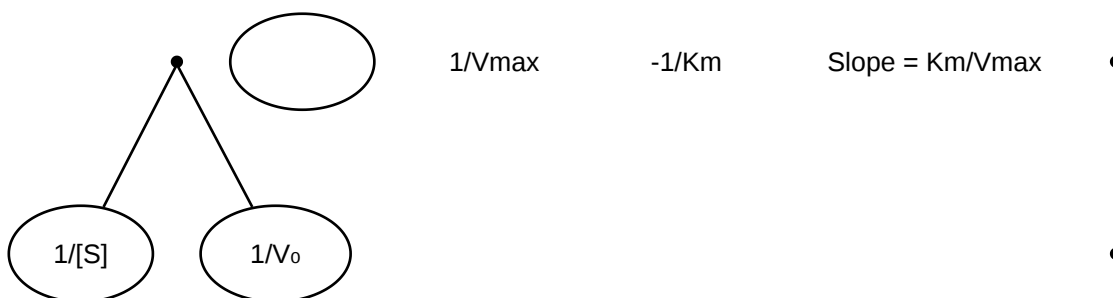 1/Vmax -1/Km Slope = Km/Vmax
1/[S] 1/V₀